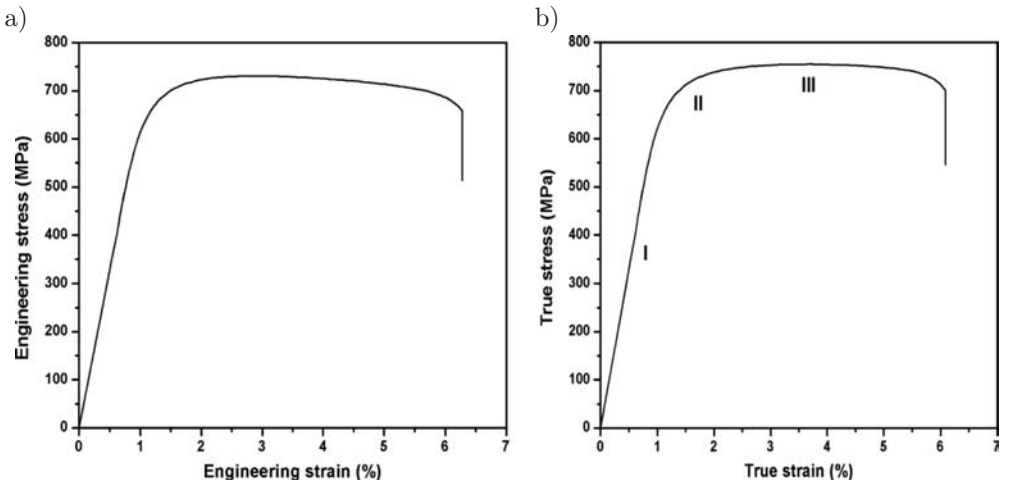 a)
800
700
600
500
400
300
200
100
0
Engineering stress (MPa)
0 1 2 3 4 5 6 7
Engineering strain (%)
b)
800
700
600
500
400
300
200
100
0
True stress (MPa)
I
II
III
0 1 2 3 4 5 6 7
True strain (%)